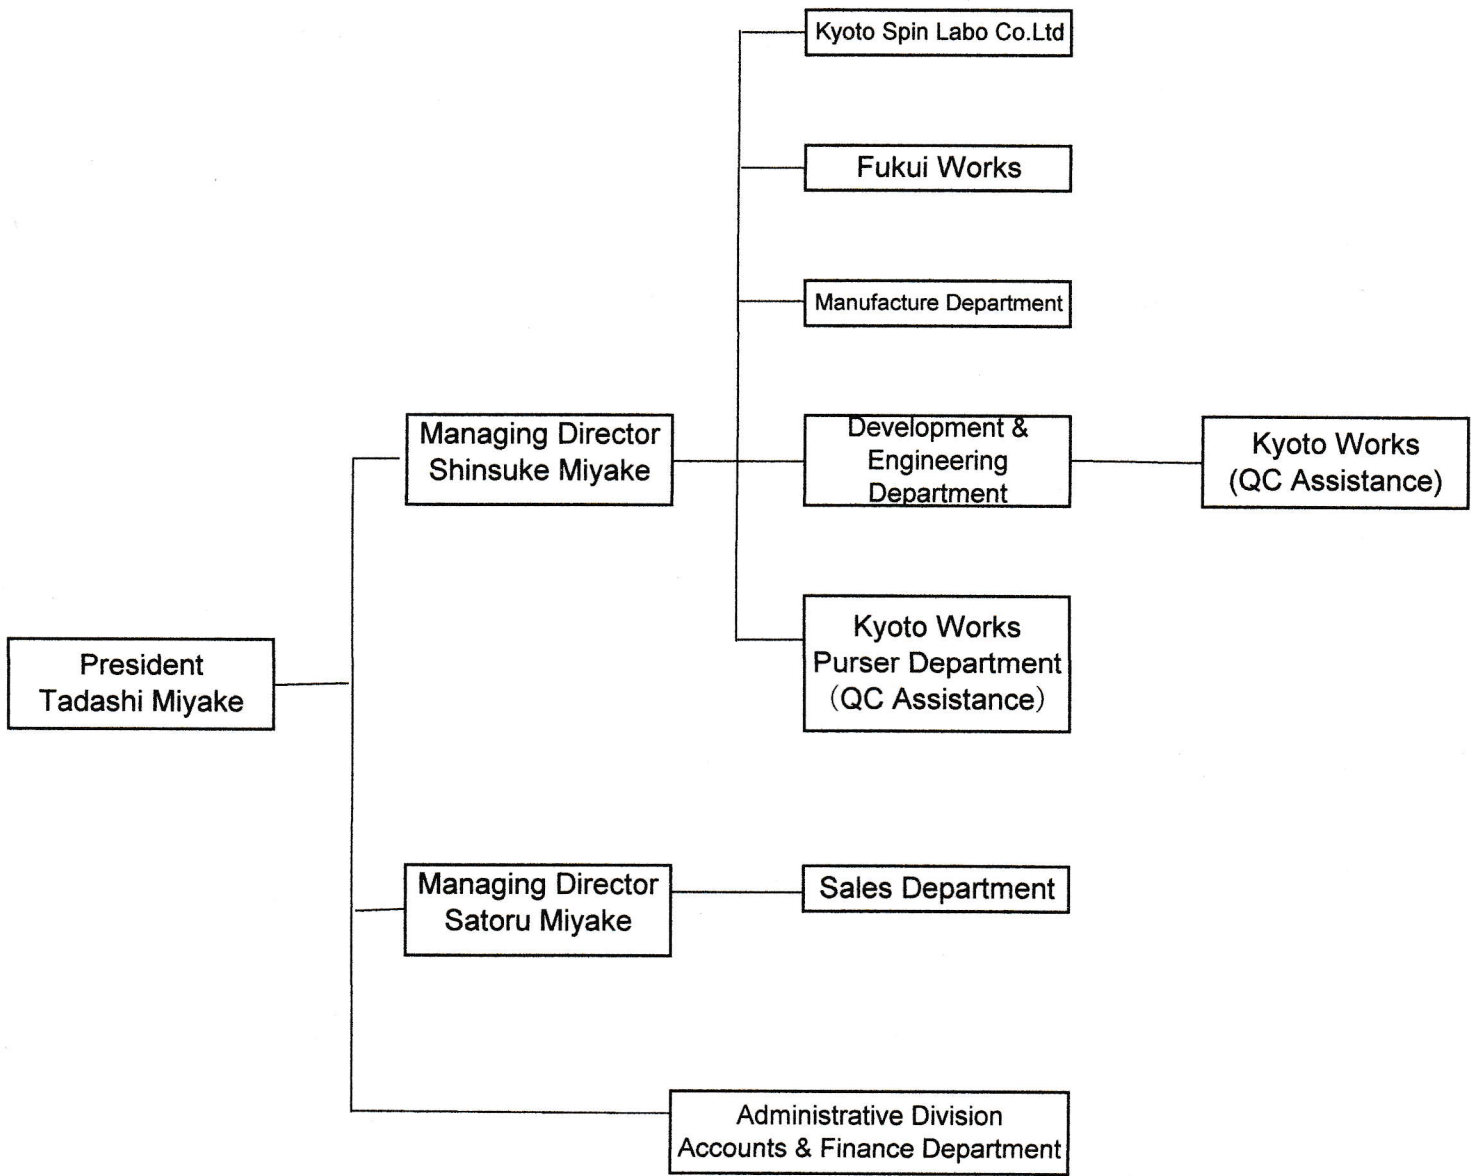 Kyoto Spin Labo Co.Ltd
Fukui Works
Manufacture Department
Managing Director
Shinsuke Miyake
Development &
Engineering
Department
Kyoto Works
(QC Assistance)
President
Tadashi Miyake
Kyoto Works
Purser Department
（QC Assistance）
Managing Director
Satoru Miyake
Sales Department
Administrative Division
Accounts & Finance Department